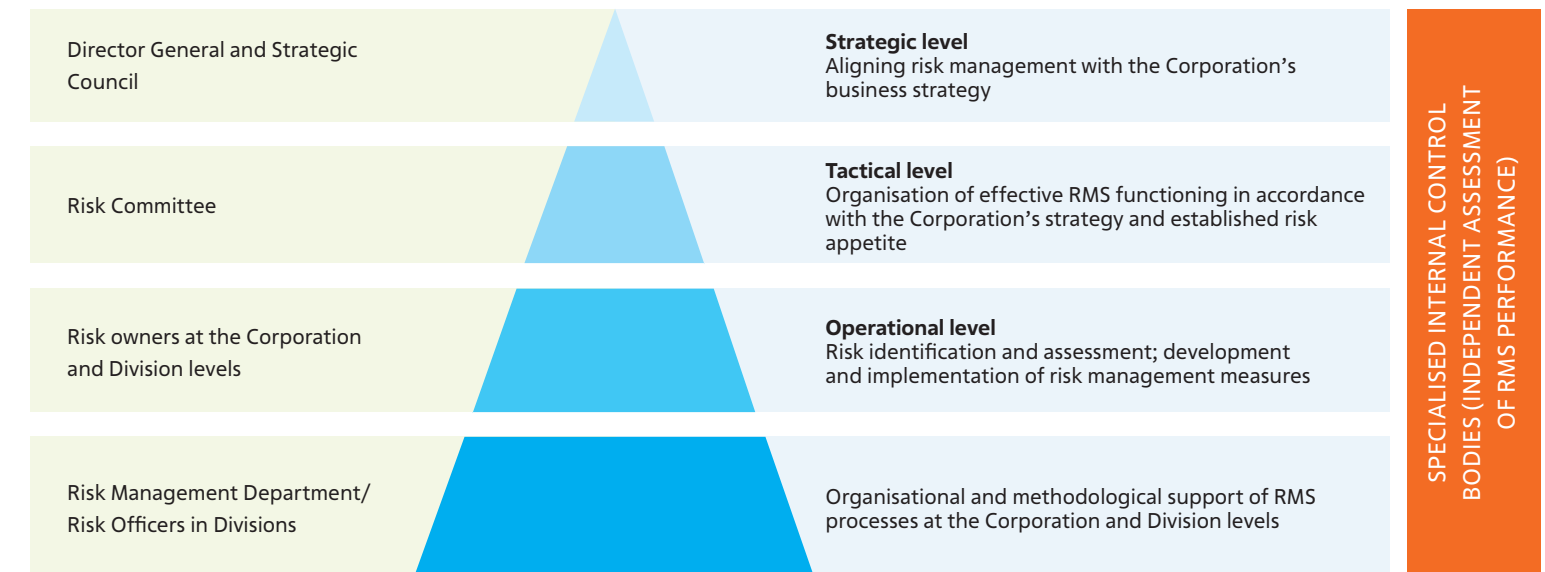 Director General and Strategic
Council
Strategic level
Aligning risk management with the Corporation’s
business strategy
Risk Committee
Tactical level
Organisation of effective RMS functioning in accordance
with the Corporation’s strategy and established risk
appetite
Risk owners at the Corporation
and Division levels
Operational level
Risk identification and assessment; development
and implementation of risk management measures
Risk Management Department/
Risk Officers in Divisions
Organisational and methodological support of RMS
processes at the Corporation and Division levels
SPECIALISED INTERNAL CONTROL
BODIES (INDEPENDENT ASSESSMENT
OF RMS PERFORMANCE)